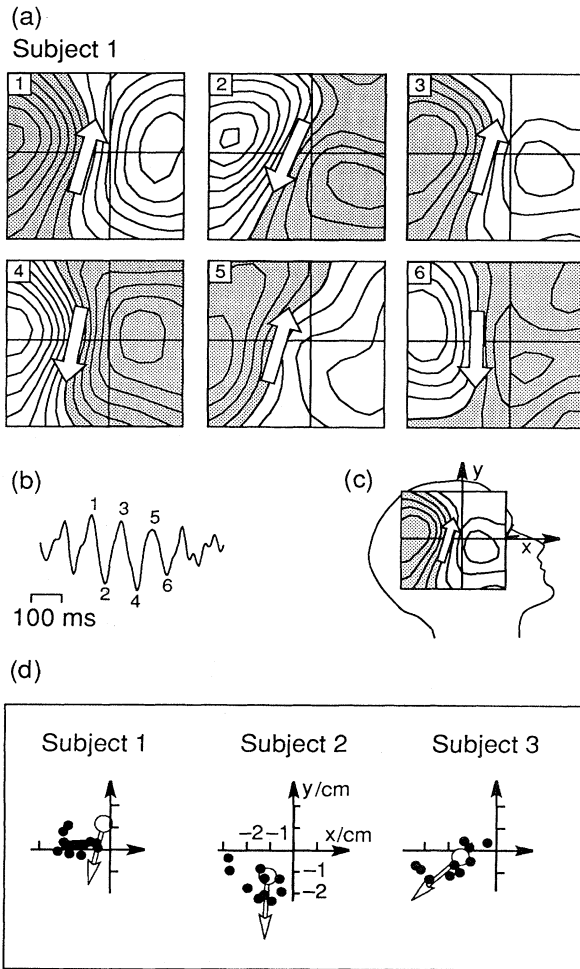 (a)
Subject 1
1
2
3
4
5
6
(b)
1 3 5
2 4 6
100 ms
(c)
y
x
(d)
Subject 1
Subject 2
Subject 3
y/cm
−2 −1 x/cm
−1
−2